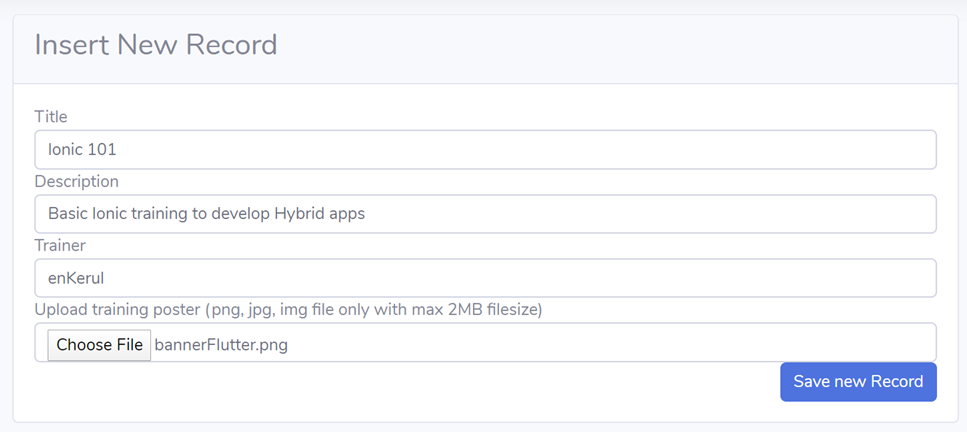 Insert New Record
Title
Ionic 101
Description
Basic Ionic training to develop Hybrid apps
Trainer
enKerul
Upload training poster (png, jpg, img file only with max 2MB filesize)
Choose File bannerFlutter.png
Save new Record